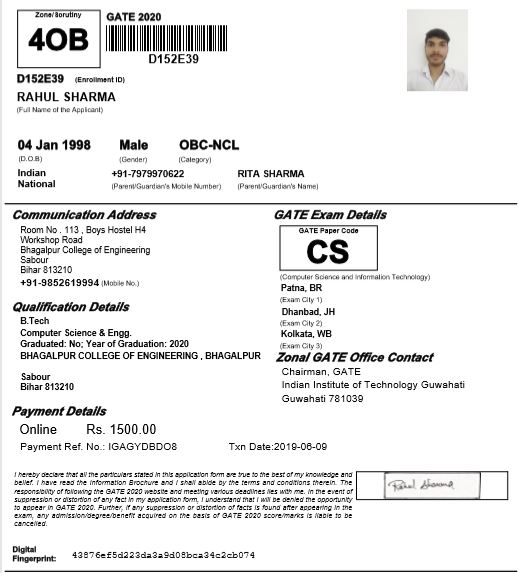 Zone/Scrutiny
GATE 2020
4OB
D152E39
D152E39 (Enrollment ID)
RAHUL SHARMA
(Full Name of the Applicant)
04 Jan 1998 Male OBC-NCL
(D.O.B) (Gender) (Category)
Indian +91-7979970622 RITA SHARMA
National (Parent/Guardian's Mobile Number) (Parent/Guardian's Name)
Communication Address
Room No . 113 , Boys Hostel H4
Workshop Road
Bhagalpur College of Engineering
Sabour
Bihar 813210
+91-9852619994 (Mobile No.)
Qualification Details
B.Tech
Computer Science & Engg.
Graduated: No; Year of Graduation: 2020
BHAGALPUR COLLEGE OF ENGINEERING , BHAGALPUR
Sabour
Bihar 813210
GATE Exam Details
GATE Paper Code
CS
(Computer Science and Information Technology)
Patna, BR
(Exam City 1)
Dhanbad, JH
(Exam City 2)
Kolkata, WB
(Exam City 3)
Zonal GATE Office Contact
Chairman, GATE
Indian Institute of Technology Guwahati
Guwahati 781039
Payment Details
Online Rs. 1500.00
Payment Ref. No.: IGAGYDBDO8 Txn Date:2019-06-09
I hereby declare that all the particulars stated in this application form are true to the best of my knowledge and
belief. I have read the Information Brochure and I shall abide by the terms and conditions therein. The
responsibility of following the GATE 2020 website and meeting various deadlines lies with me. In the event of
suppression or distortion of any fact in my application form, I understand that I will be denied the opportunity
to appear in GATE 2020. Further, if any suppression or distortion of facts is found after appearing in the
exam, any admission/degree/benefit acquired on the basis of GATE 2020 score/marks is liable to be
cancelled.
Rahul Sharma
Digital
Fingerprint: 43876ef5d223da3a9d08bca34c2cb074